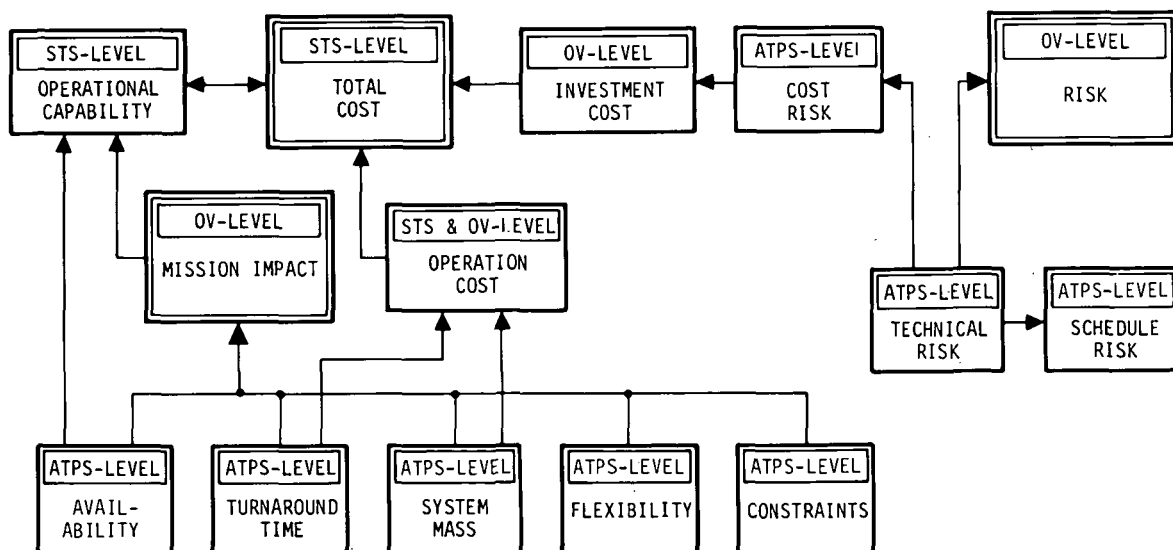 STS-LEVEL
OPERATIONAL
CAPABILITY
STS-LEVEL
TOTAL
COST
OV-LEVEL
INVESTMENT
COST
ATPS-LEVEL
COST
RISK
OV-LEVEL
RISK
OV-LEVEL
MISSION IMPACT
STS & OV-LEVEL
OPERATION
COST
ATPS-LEVEL
TECHNICAL
RISK
ATPS-LEVEL
SCHEDULE
RISK
ATPS-LEVEL
AVAIL-
ABILITY
ATPS-LEVEL
TURNAROUND
TIME
ATPS-LEVEL
SYSTEM
MASS
ATPS-LEVEL
FLEXIBILITY
ATPS-LEVEL
CONSTRAINTS